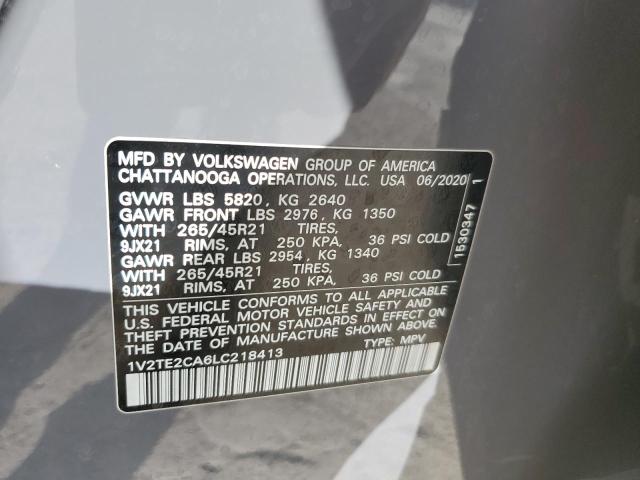 MFD BY VOLKSWAGEN GROUP OF AMERICA
CHATTANOOGA OPERATIONS, LLC. USA 06/2020
GVWR LBS 5820, KG 2640
GAWR FRONT LBS 2976, KG 1350
WITH 265/45R21 TIRES,
9JX21 RIMS, AT 250 KPA, 36 PSI COLD
GAWR REAR LBS 2954, KG 1340
WITH 265/45R21 TIRES,
9JX21 RIMS, AT 250 KPA, 36 PSI COLD
THIS VEHICLE CONFORMS TO ALL APPLICABLE
U.S. FEDERAL MOTOR VEHICLE SAFETY AND
THEFT PREVENTION STANDARDS IN EFFECT ON
THE DATE OF MANUFACTURE SHOWN ABOVE.
1V2TE2CA6LC218413 TYPE: MPV
1530347 1